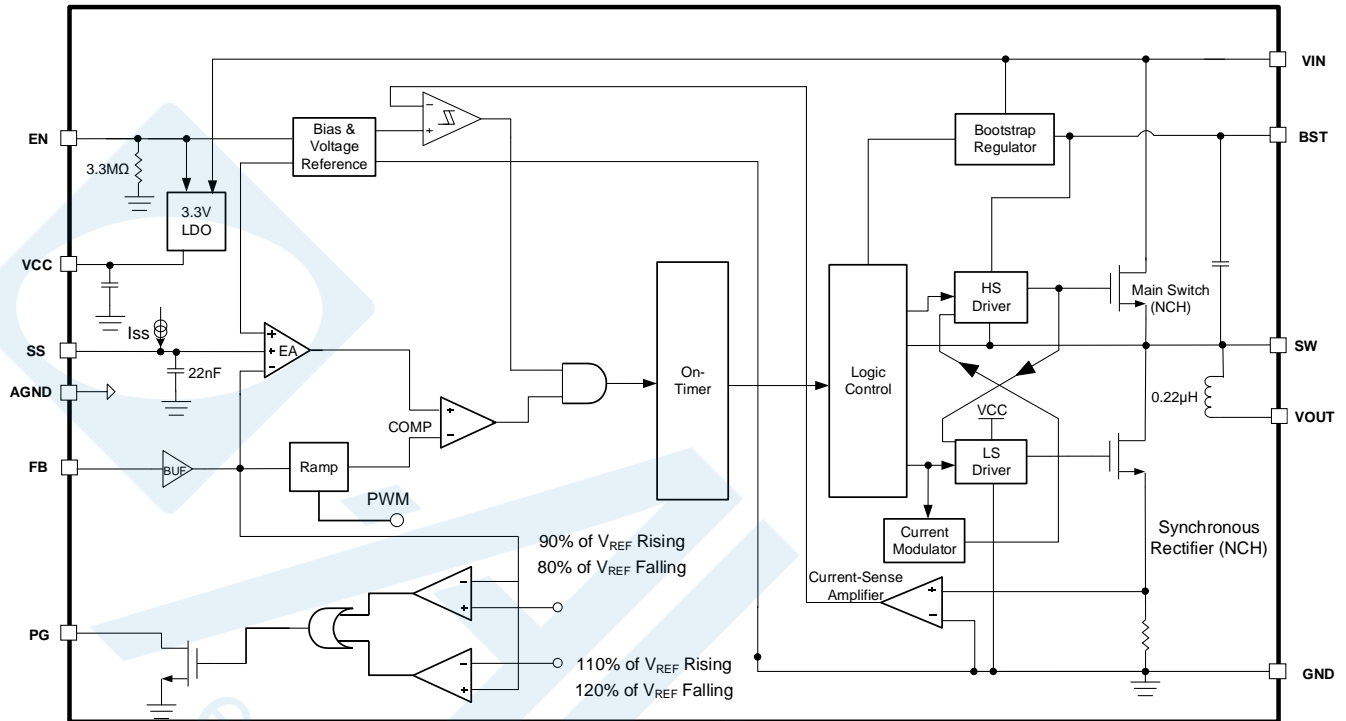 VIN
EN
Bias &
Voltage
Reference
Bootstrap
Regulator
BST
3.3MΩ
3.3V
LDO
VCC
HS
Driver
Main Switch
(NCH)
Iss
SS
EA
22nF
On-
Timer
Logic
Control
SW
AGND
0.22µH
VOUT
COMP
VCC
LS
Driver
FB
BUF
Ramp
PWM
Current
Modulator
Synchronous
Rectifier (NCH)
90% of VREF Rising
80% of VREF Falling
Current-Sense
Amplifier
PG
110% of VREF Rising
120% of VREF Falling
GND